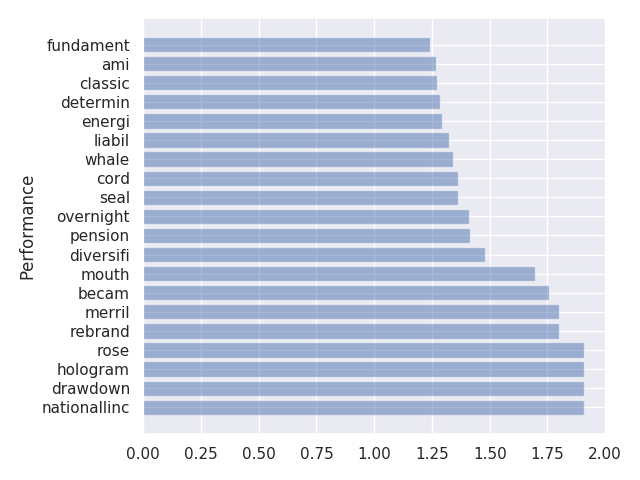 fundament
ami
classic
determin
energi
liabil
whale
cord
seal
overnight
pension
diversifi
mouth
becam
merril
rebrand
rose
hologram
drawdown
nationallinc
Performance
0.00 0.25 0.50 0.75 1.00 1.25 1.50 1.75 2.00